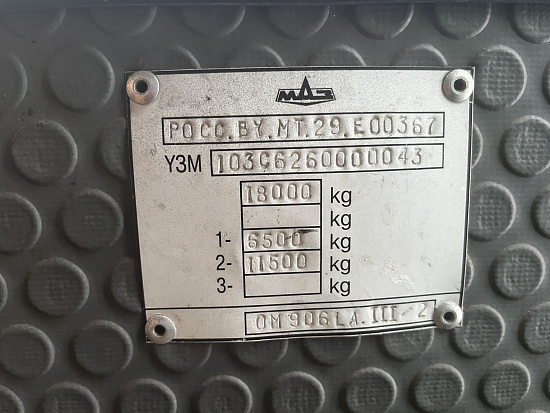 МАЗ
РОСС.BY.МТ.29.Е00367
Y3M 103C6260000043
18000 kg
kg
1- 6500 kg
2- 11500 kg
3- kg
OM906LA.III-2